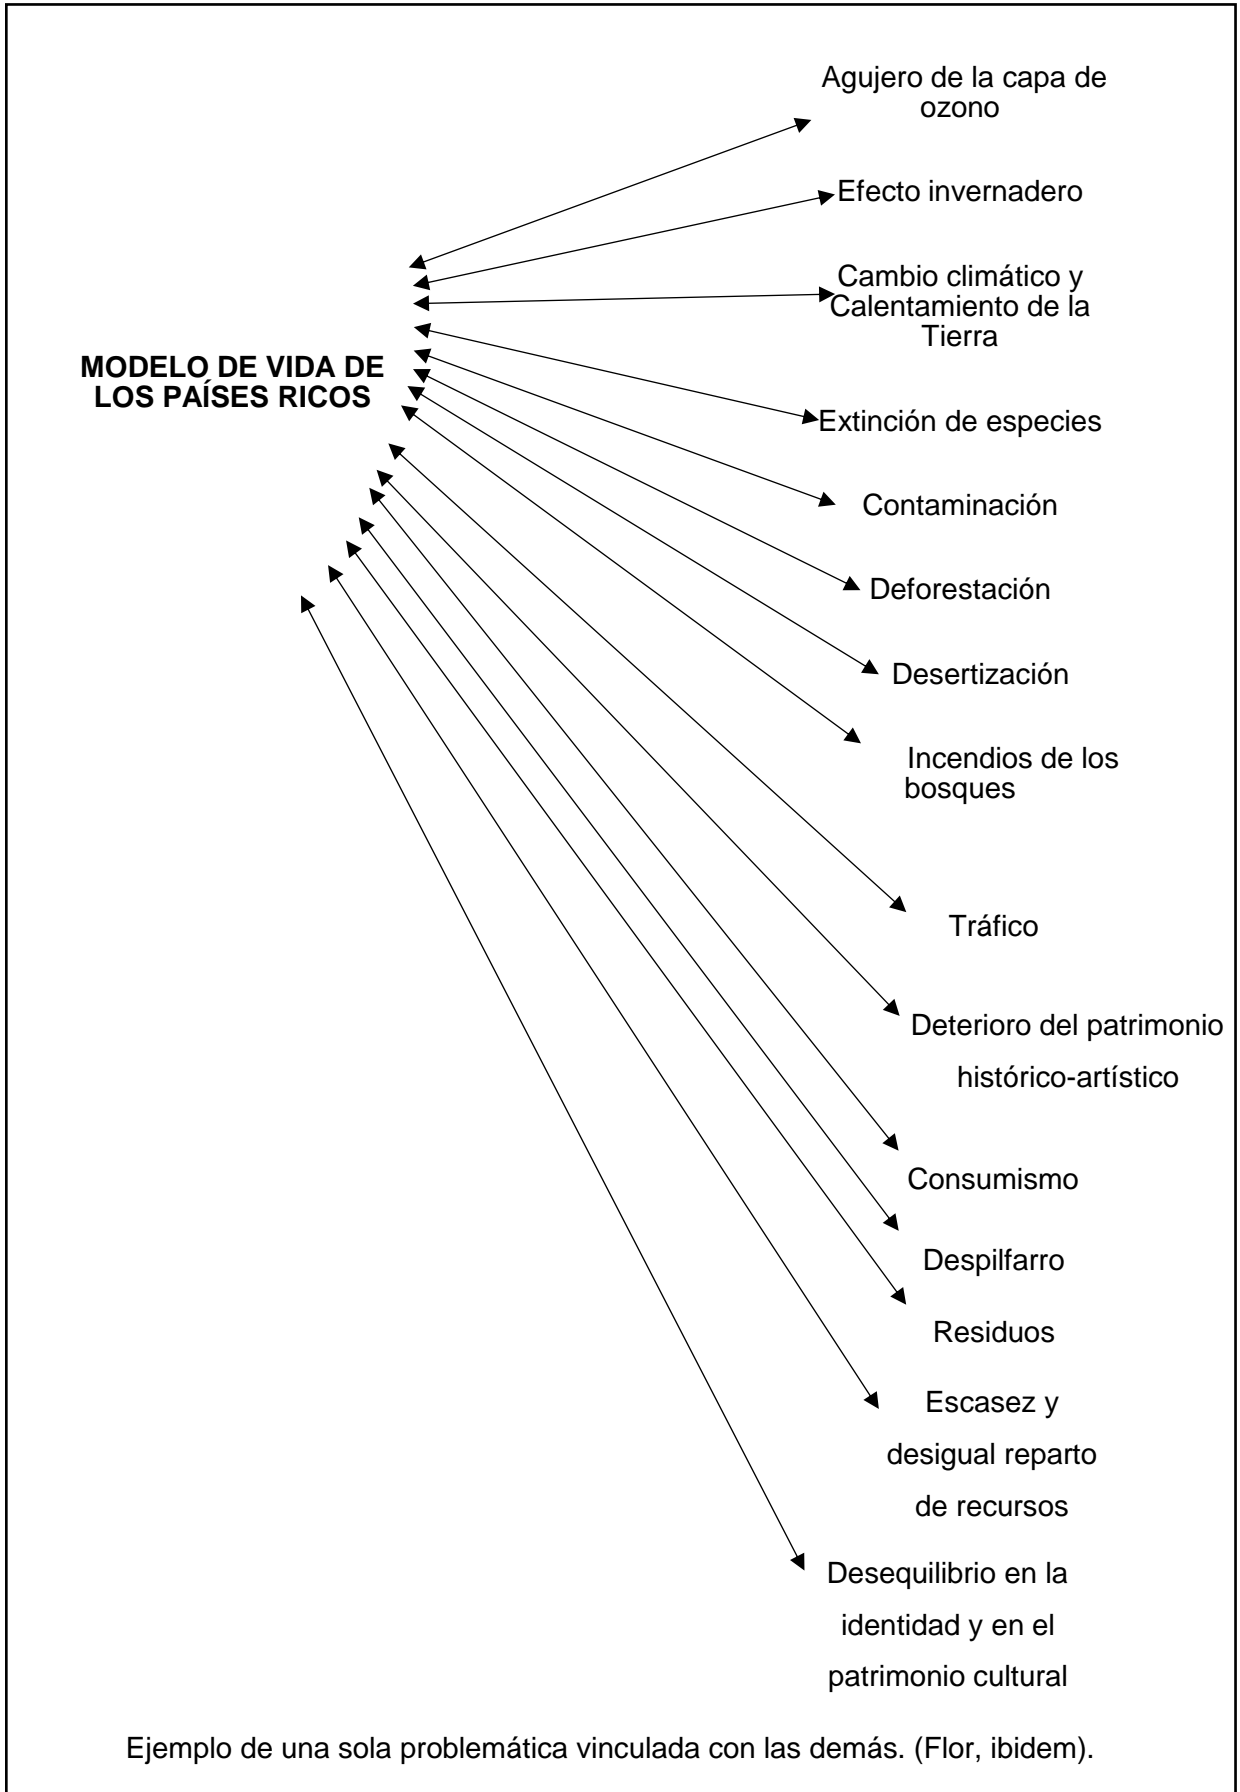 Agujero de la capa de
ozono
Efecto invernadero
Cambio climático y
Calentamiento de la
Tierra
MODELO DE VIDA DE
LOS PAÍSES RICOS
Extinción de especies
Contaminación
Deforestación
Desertización
Incendios de los
bosques
Tráfico
Deterioro del patrimonio
histórico-artístico
Consumismo
Despilfarro
Residuos
Escasez y
desigual reparto
de recursos
Desequilibrio en la
identidad y en el
patrimonio cultural
Ejemplo de una sola problemática vinculada con las demás. (Flor, ibidem).